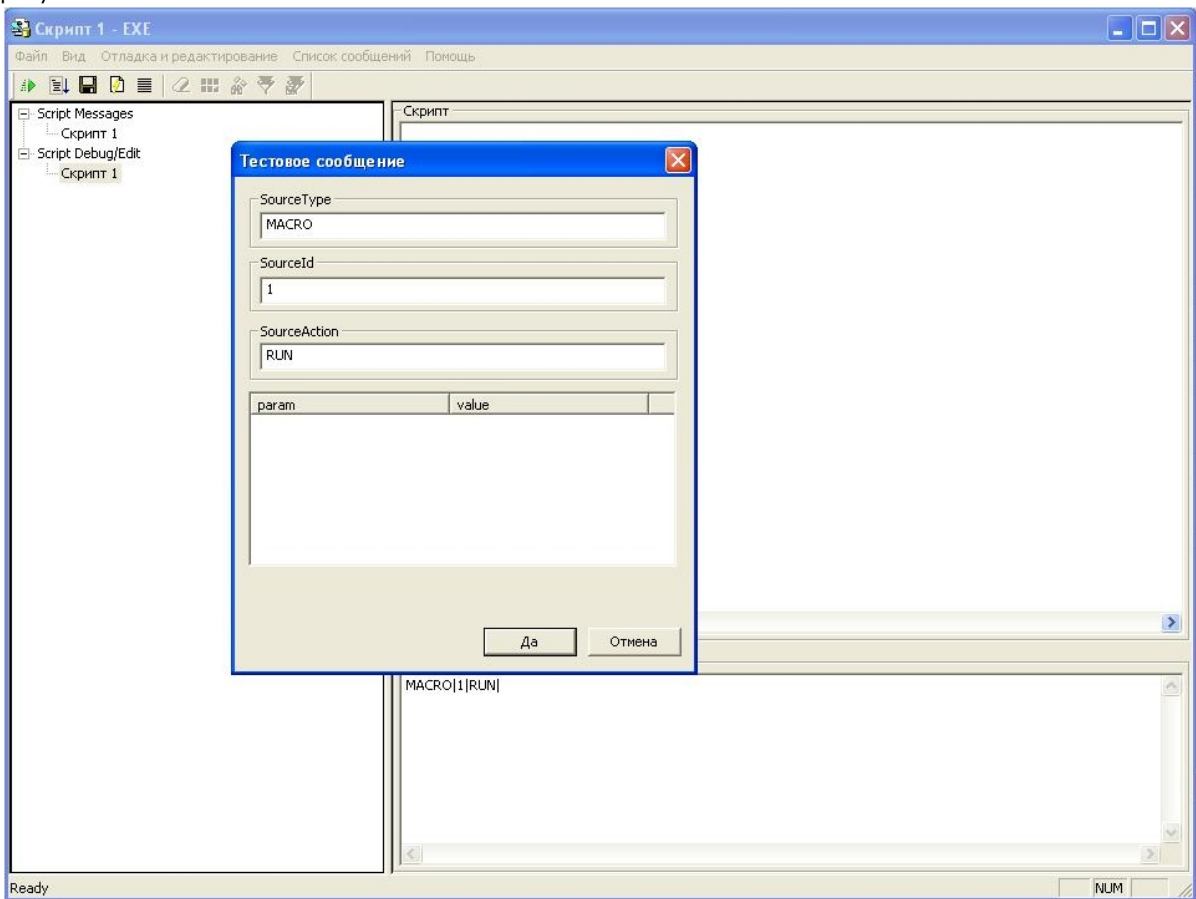 Скрипт 1 - EXE
Файл Вид Отладка и редактирование Список сообщений Помощь
Script Messages
Скрипт 1
Script Debug/Edit
Скрипт 1
Скрипт
Тестовое сообщение
SourceType
MACRO
SourceId
1
SourceAction
RUN
param value
Да Отмена
MACRO|1|RUN|
Ready NUM